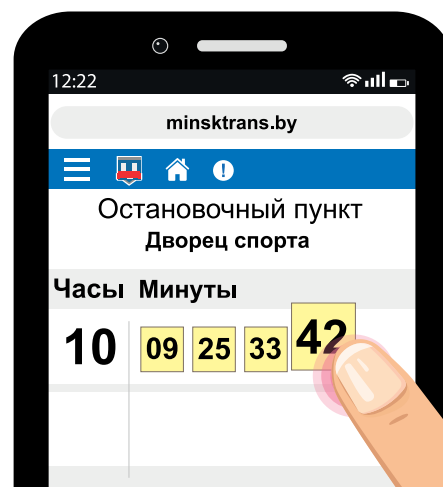 12:22
minsktrans.by
Остановочный пункт
Дворец спорта
Часы Минуты
10 09 25 33 42